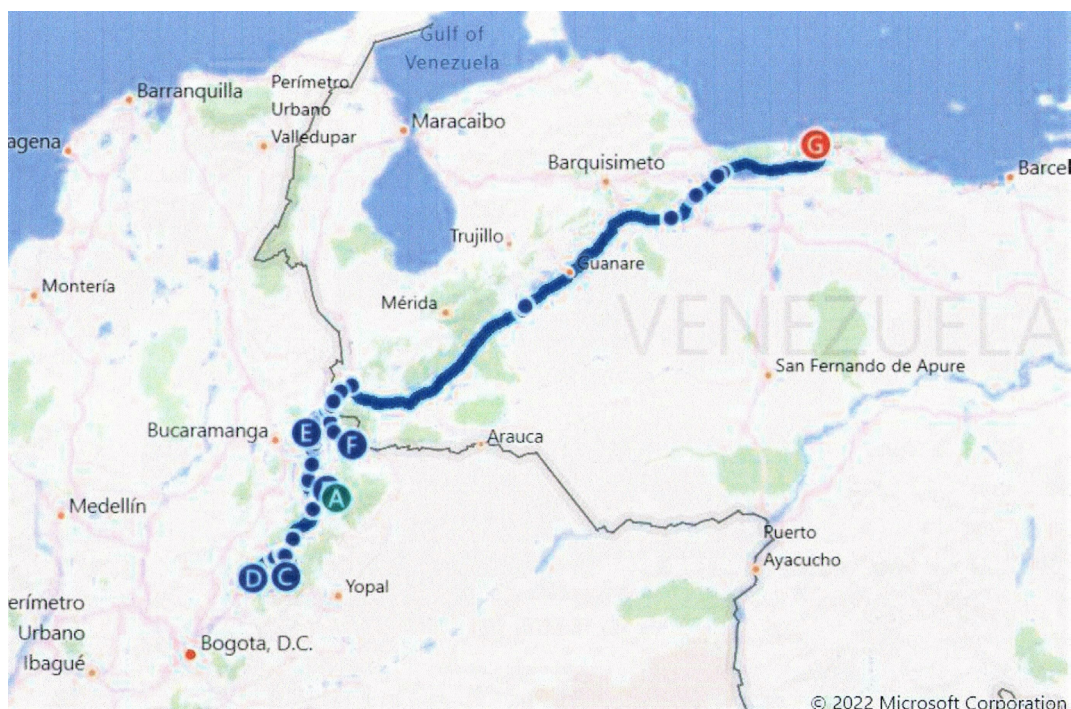 Gulf of
Venezuela
Perímetro
Urbano
Valledupar
Barranquilla
Maracaibo
agena
Barquisimeto
G
Barcel
Trujillo
Guanare
Montería
Mérida
VENEZUELA
San Fernando de Apure
Bucaramanga
E
F
Arauca
A
Medellín
Puerto
Ayacucho
D
C
Yopal
erímetro
Urbano
Ibagué
Bogota, D.C.
© 2022 Microsoft Corporation